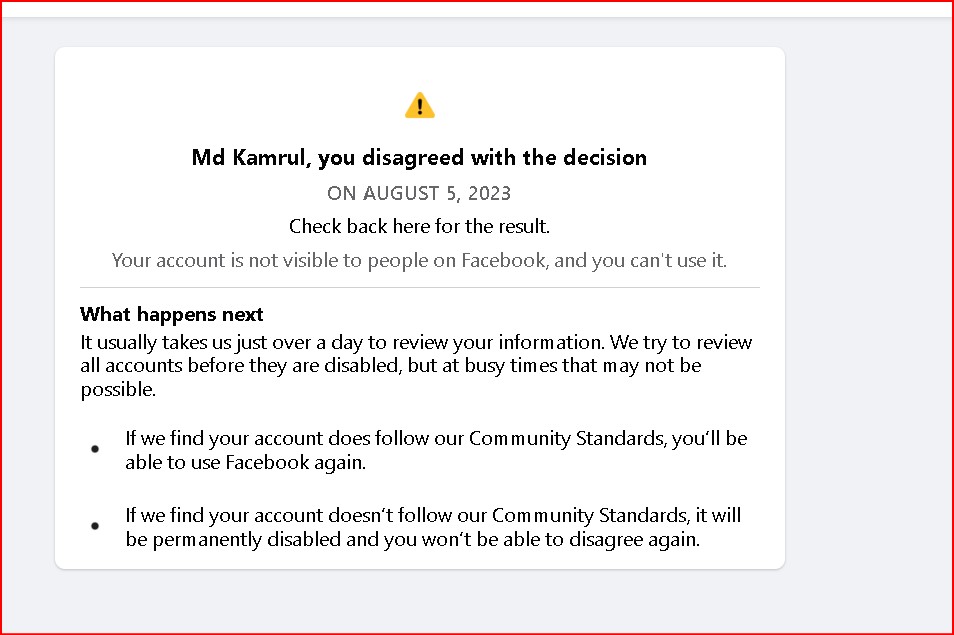 Md Kamrul, you disagreed with the decision
ON AUGUST 5, 2023
Check back here for the result.
Your account is not visible to people on Facebook, and you can't use it.
What happens next
It usually takes us just over a day to review your information. We try to review
all accounts before they are disabled, but at busy times that may not be
possible.
• If we find your account does follow our Community Standards, you’ll be
able to use Facebook again.
• If we find your account doesn’t follow our Community Standards, it will
be permanently disabled and you won’t be able to disagree again.